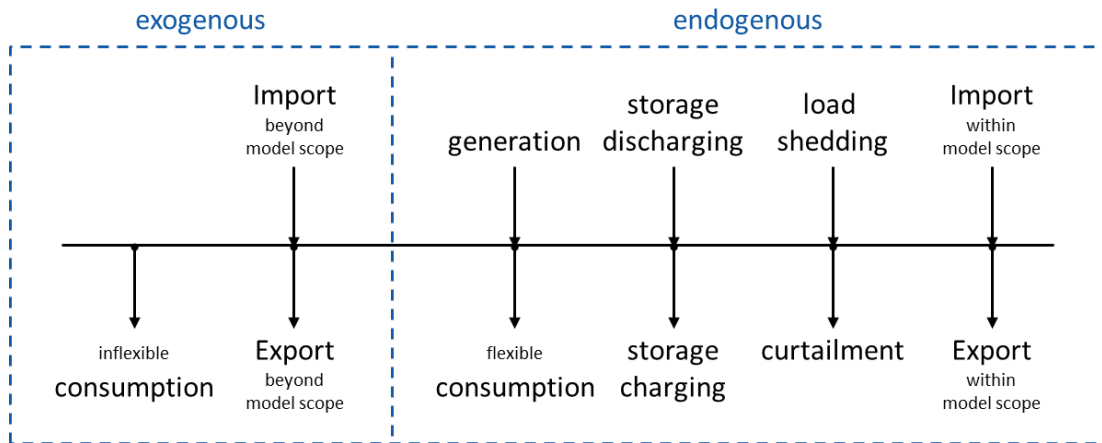 exogenous
endogenous
Import
beyond
model scope
generation
storage
discharging
load
shedding
Import
within
model scope
inflexible
consumption
Export
beyond
model scope
flexible
consumption
storage
charging
curtailment
Export
within
model scope